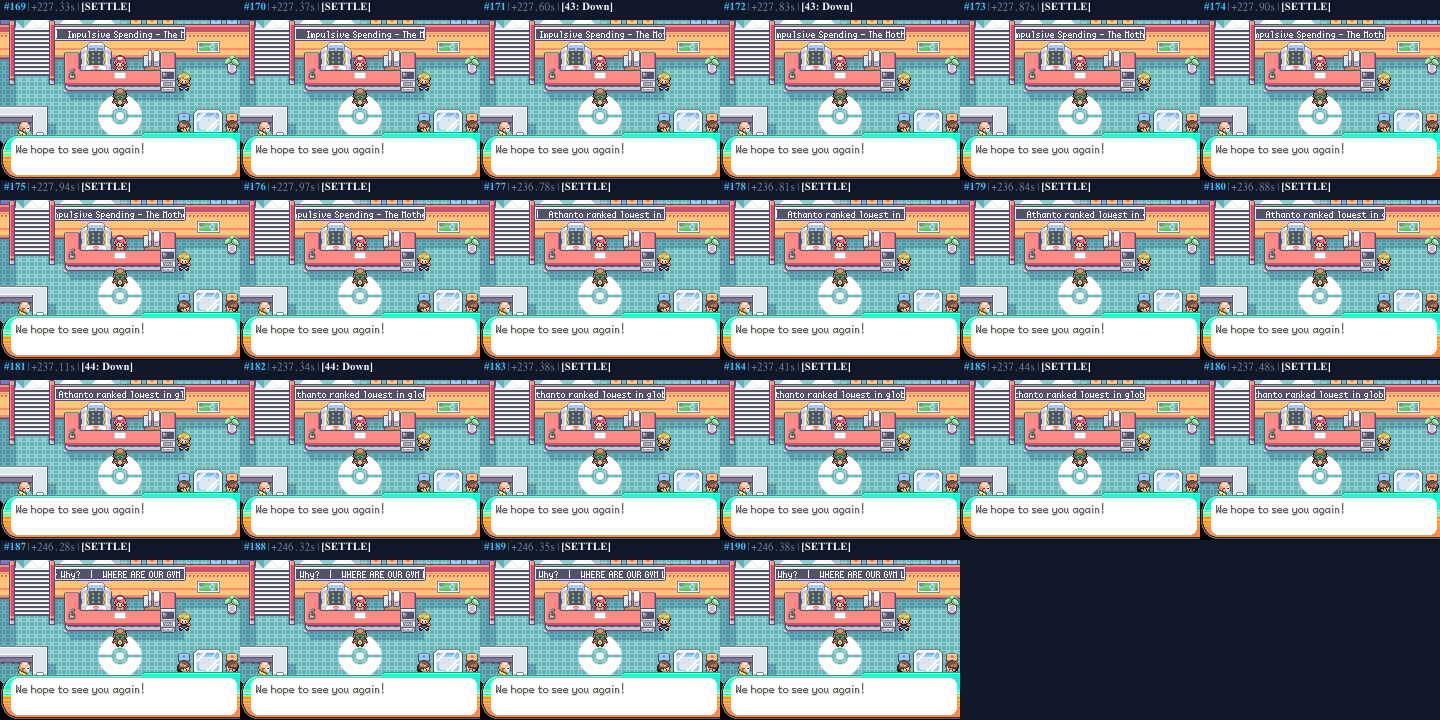 #169|+227.33s|[SETTLE] #170|+227.37s|[SETTLE] #171|+227.60s|[43: Down] #172|+227.83s|[43: Down] #173|+227.87s|[SETTLE] #174|+227.90s|[SETTLE]
Impulsive Spending - The M Impulsive Spending - The M Impulsive Spending - The Mot mpulsive Spending - The Moth mpulsive Spending - The Moth mpulsive Spending - The Moth
We hope to see you again! We hope to see you again! We hope to see you again! We hope to see you again! We hope to see you again! We hope to see you again!
#175|+227.94s|[SETTLE] #176|+227.97s|[SETTLE] #177|+236.78s|[SETTLE] #178|+236.81s|[SETTLE] #179|+236.84s|[SETTLE] #180|+236.88s|[SETTLE]
mpulsive Spending - The Mothe mpulsive Spending - The Mothe Athanto ranked lowest in Athanto ranked lowest in Athanto ranked lowest in Athanto ranked lowest in
We hope to see you again! We hope to see you again! We hope to see you again! We hope to see you again! We hope to see you again! We hope to see you again!
#181|+237.11s|[44: Down] #182|+237.34s|[44: Down] #183|+237.38s|[SETTLE] #184|+237.41s|[SETTLE] #185|+237.44s|[SETTLE] #186|+237.48s|[SETTLE]
Athanto ranked lowest in gl thanto ranked lowest in glo thanto ranked lowest in glob thanto ranked lowest in glob thanto ranked lowest in glob thanto ranked lowest in glob
We hope to see you again! We hope to see you again! We hope to see you again! We hope to see you again! We hope to see you again! We hope to see you again!
#187|+246.28s|[SETTLE] #188|+246.32s|[SETTLE] #189|+246.35s|[SETTLE] #190|+246.38s|[SETTLE]
Why? | WHERE ARE OUR GYM Why? | WHERE ARE OUR GYM Why? | WHERE ARE OUR GYM L Why? | WHERE ARE OUR GYM L
We hope to see you again! We hope to see you again! We hope to see you again! We hope to see you again!